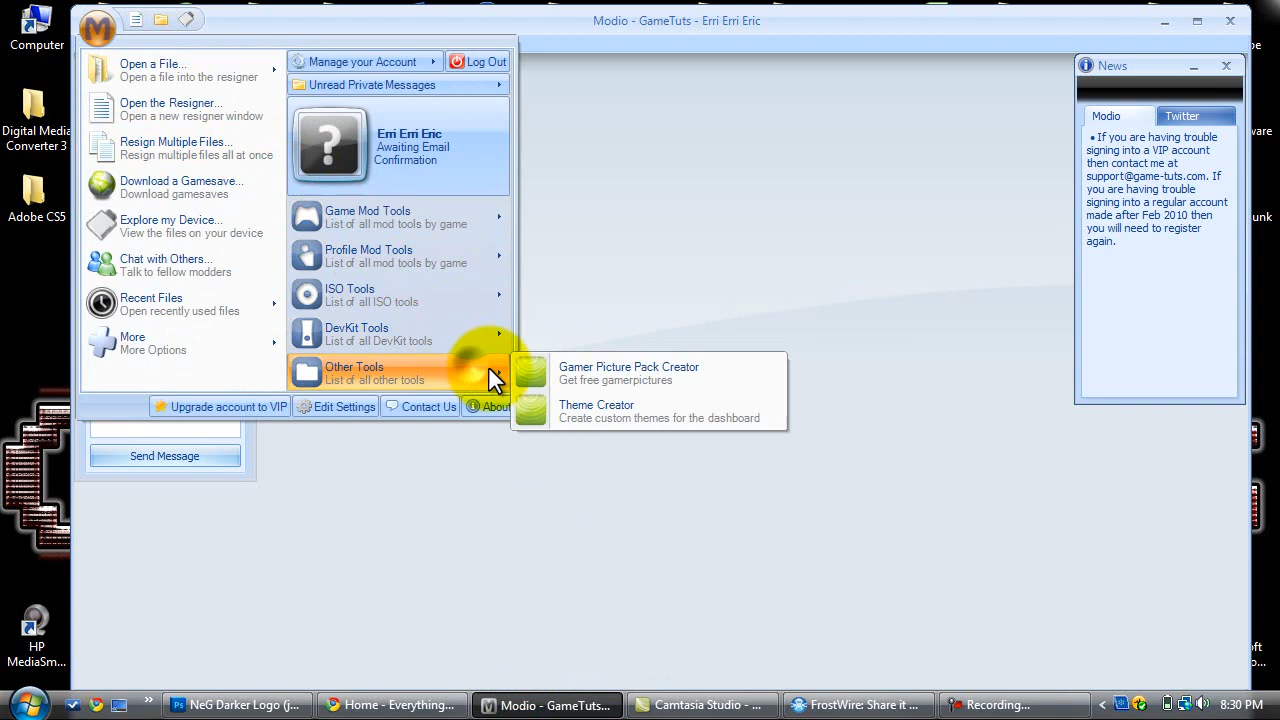 Computer
Digital Media
Converter 3
Adobe CS5
HP
MediaSm...
M
Modio - GameTuts - Erri Erri Eric
Open a File...
Open a file into the resigner
Open the Resigner...
Open a new resigner window
Resign Multiple Files...
Resign multiple files all at once
Download a Gamesave...
Download gamesaves
Explore my Device...
View the files on your device
Chat with Others...
Talk to fellow modders
Recent Files
Open recently used files
More
More Options
Manage your Account
Log Out
Unread Private Messages
Erri Erri Eric
Awaiting Email
Confirmation
Game Mod Tools
List of all mod tools by game
Profile Mod Tools
List of all mod tools by game
ISO Tools
List of all ISO tools
DevKit Tools
List of all DevKit tools
Other Tools
List of all other tools
Gamer Picture Pack Creator
Get free gamerpictures
Theme Creator
Create custom themes for the dashboard
Upgrade account to VIP
Edit Settings
Contact Us
About
Send Message
News
Modio
Twitter
• If you are having trouble
signing into a VIP account
then contact me at
support@game-tuts.com. If
you are having trouble
signing into a regular account
made after Feb 2010 then
you will need to register
again.
NeG Darker Logo (j...
Home - Everything...
Modio - GameTuts...
Camtasia Studio - ...
FrostWire: Share it ...
Recording...
8:30 PM